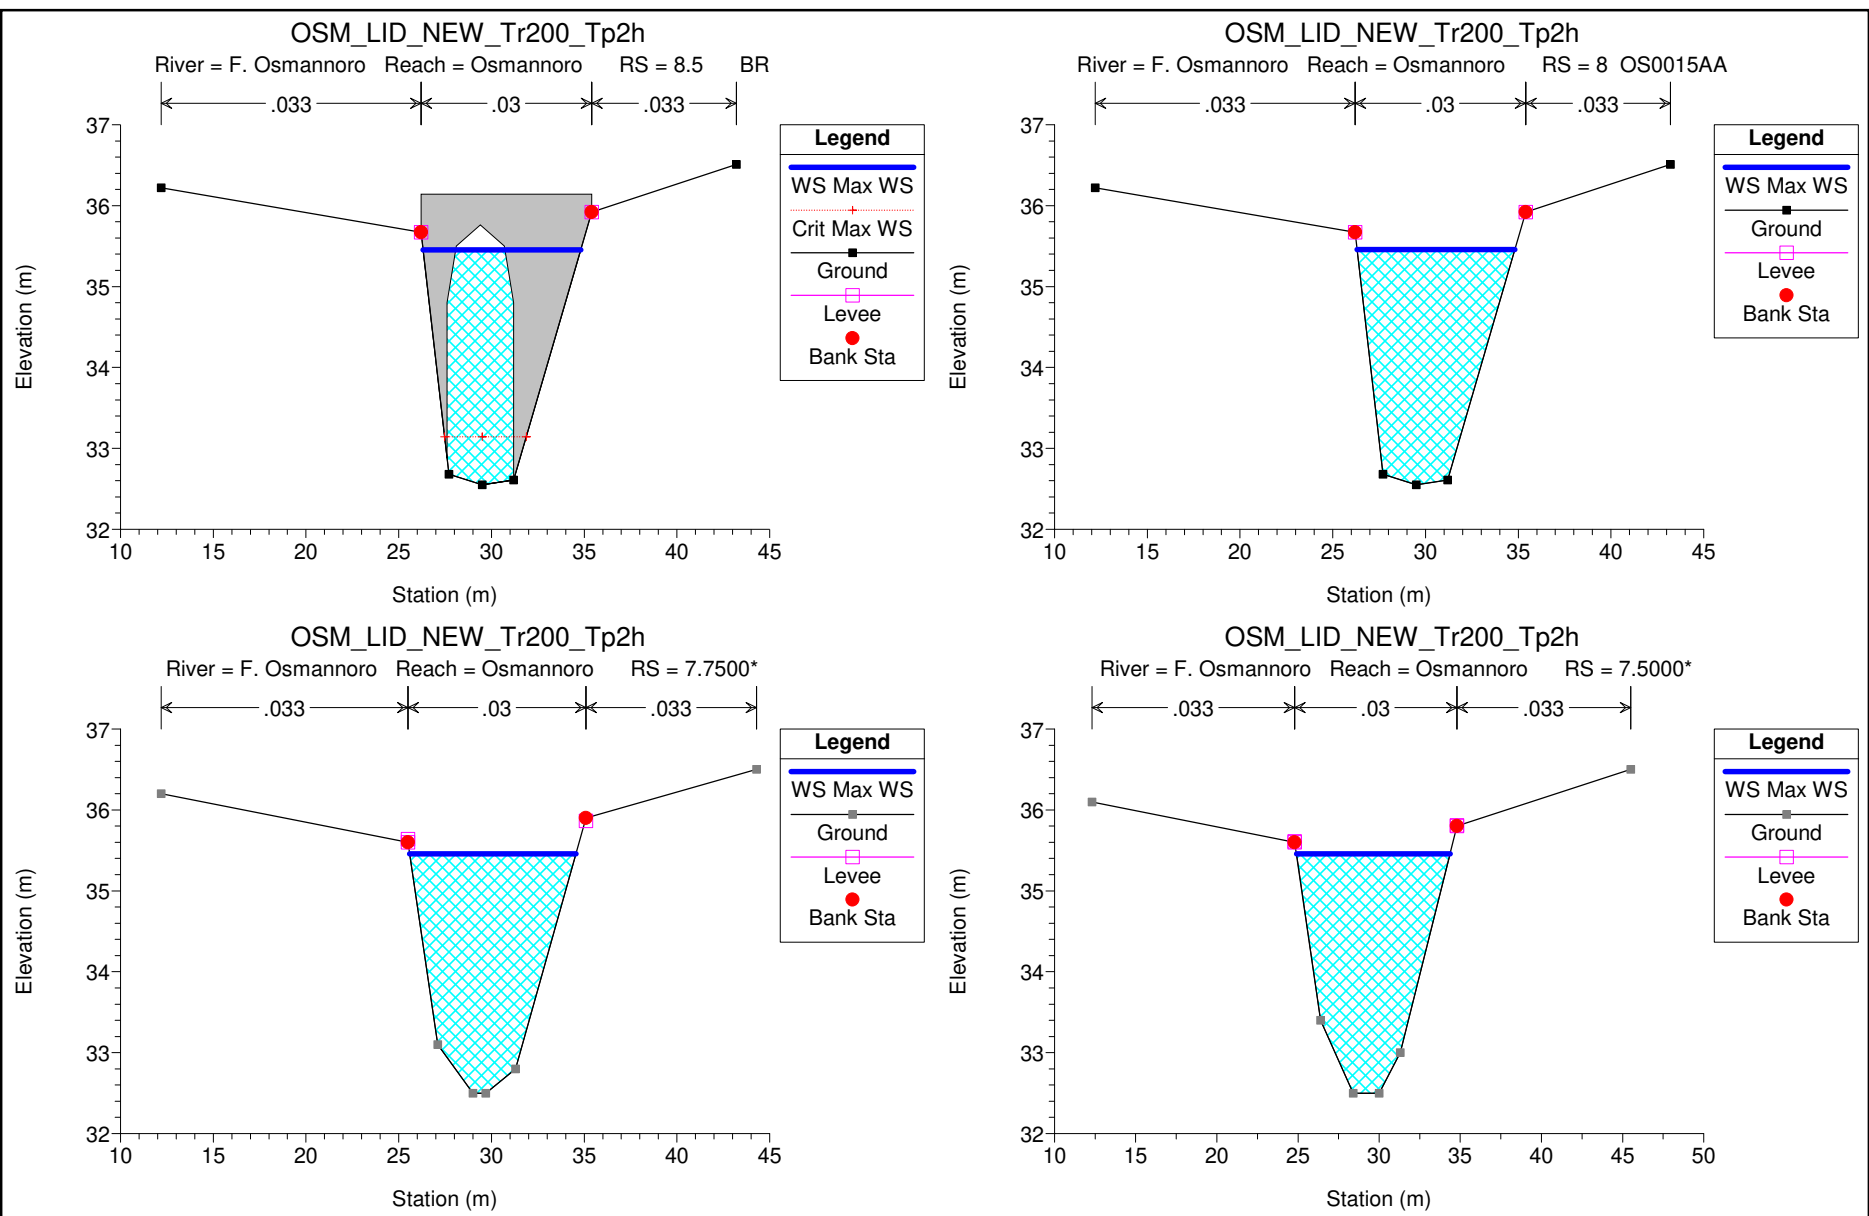 OSM_LID_NEW_Tr200_Tp2h
River = F. Osmannoro Reach = Osmannoro RS = 8.5 BR
.033 .03 .033
37
36
35
34
33
32
Elevation (m)
10 15 20 25 30 35 40 45
Station (m)
Legend
WS Max WS
Crit Max WS
Ground
Levee
Bank Sta
OSM_LID_NEW_Tr200_Tp2h
River = F. Osmannoro Reach = Osmannoro RS = 8 OS0015AA
.033 .03 .033
37
36
35
34
33
32
Elevation (m)
10 15 20 25 30 35 40 45
Station (m)
Legend
WS Max WS
Ground
Levee
Bank Sta
OSM_LID_NEW_Tr200_Tp2h
River = F. Osmannoro Reach = Osmannoro RS = 7.7500*
.033 .03 .033
37
36
35
34
33
32
Elevation (m)
10 15 20 25 30 35 40 45
Station (m)
Legend
WS Max WS
Ground
Levee
Bank Sta
OSM_LID_NEW_Tr200_Tp2h
River = F. Osmannoro Reach = Osmannoro RS = 7.5000*
.033 .03 .033
37
36
35
34
33
32
Elevation (m)
10 15 20 25 30 35 40 45 50
Station (m)
Legend
WS Max WS
Ground
Levee
Bank Sta